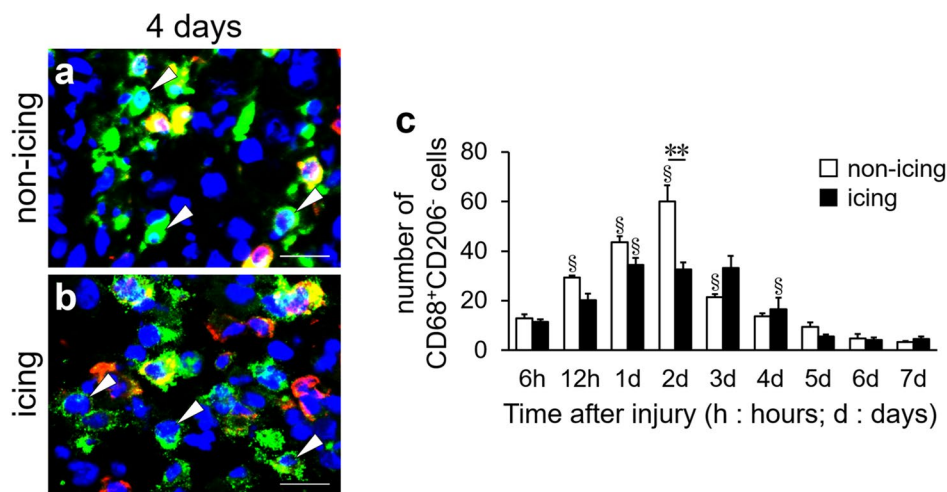 4 days
a
non-icing
b
icing
c
number of
CD68⁺CD206⁻ cells
80
60
40
20
0
§
§
§
§
**
§
§
§
non-icing
icing
6h 12h 1d 2d 3d 4d 5d 6d 7d
Time after injury (h : hours; d : days)